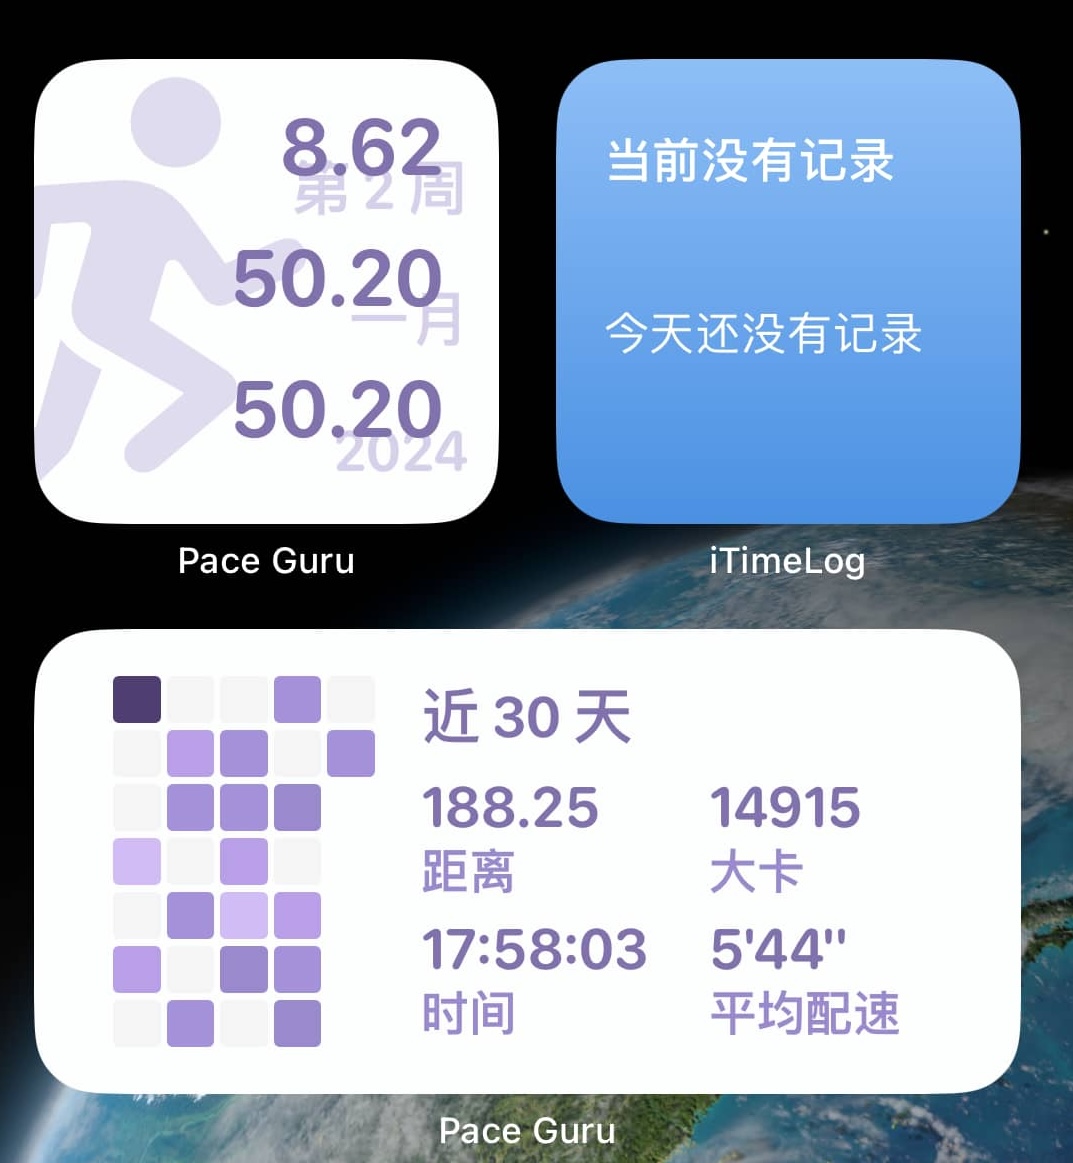 8.62
第 2 周
50.20
一月
50.20
2024
Pace Guru
当前没有记录
今天还没有记录
iTimeLog
近 30 天
188.25 14915
距离 大卡
17:58:03 5'44"
时间 平均配速
Pace Guru